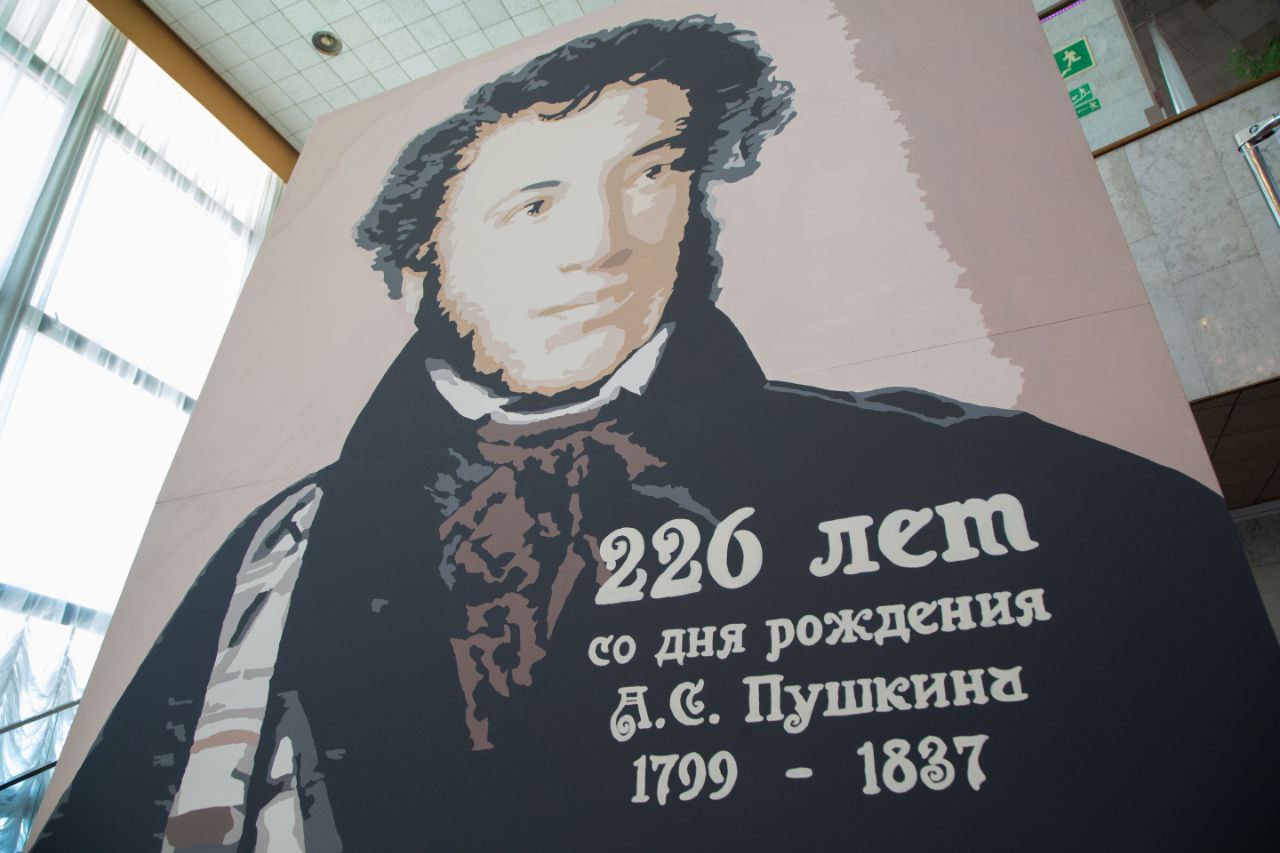 226 лет
со дня рождения
А.С. Пушкина
1799 - 1837